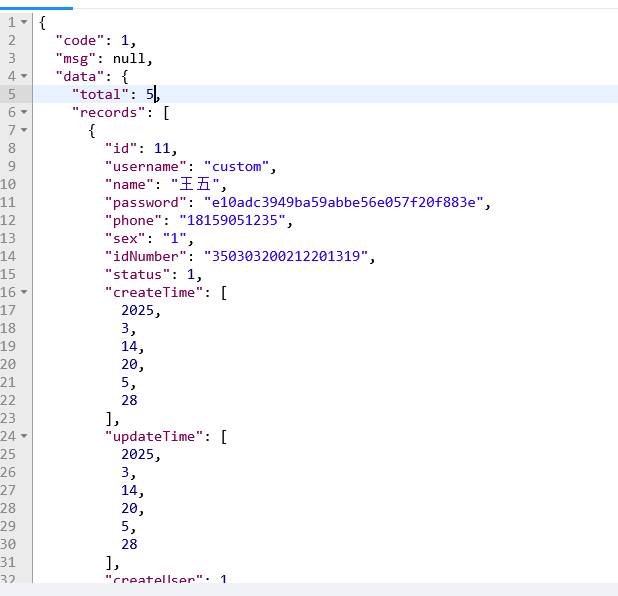 1 {
2 "code": 1,
3 "msg": null,
4 "data": {
5 "total": 5,
6 "records": [
7 {
8 "id": 11,
9 "username": "custom",
10 "name": "王五",
11 "password": "e10adc3949ba59abbe56e057f20f883e",
12 "phone": "18159051235",
13 "sex": "1",
14 "idNumber": "350303200212201319",
15 "status": 1,
16 "createTime": [
17 2025,
18 3,
19 14,
20 20,
21 5,
22 28
23 ],
24 "updateTime": [
25 2025,
26 3,
27 14,
28 20,
29 5,
30 28
31 ],
32 "createUser": 1